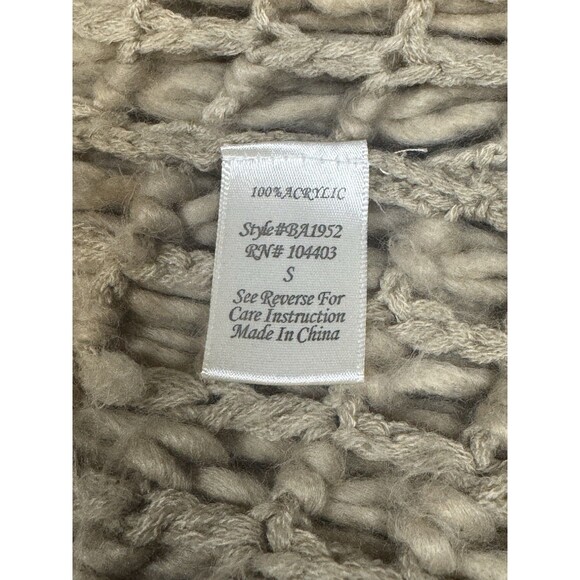 100% ACRYLIC
Style#BA1952
RN# 104403
S
See Reverse For
Care Instruction
Made In China